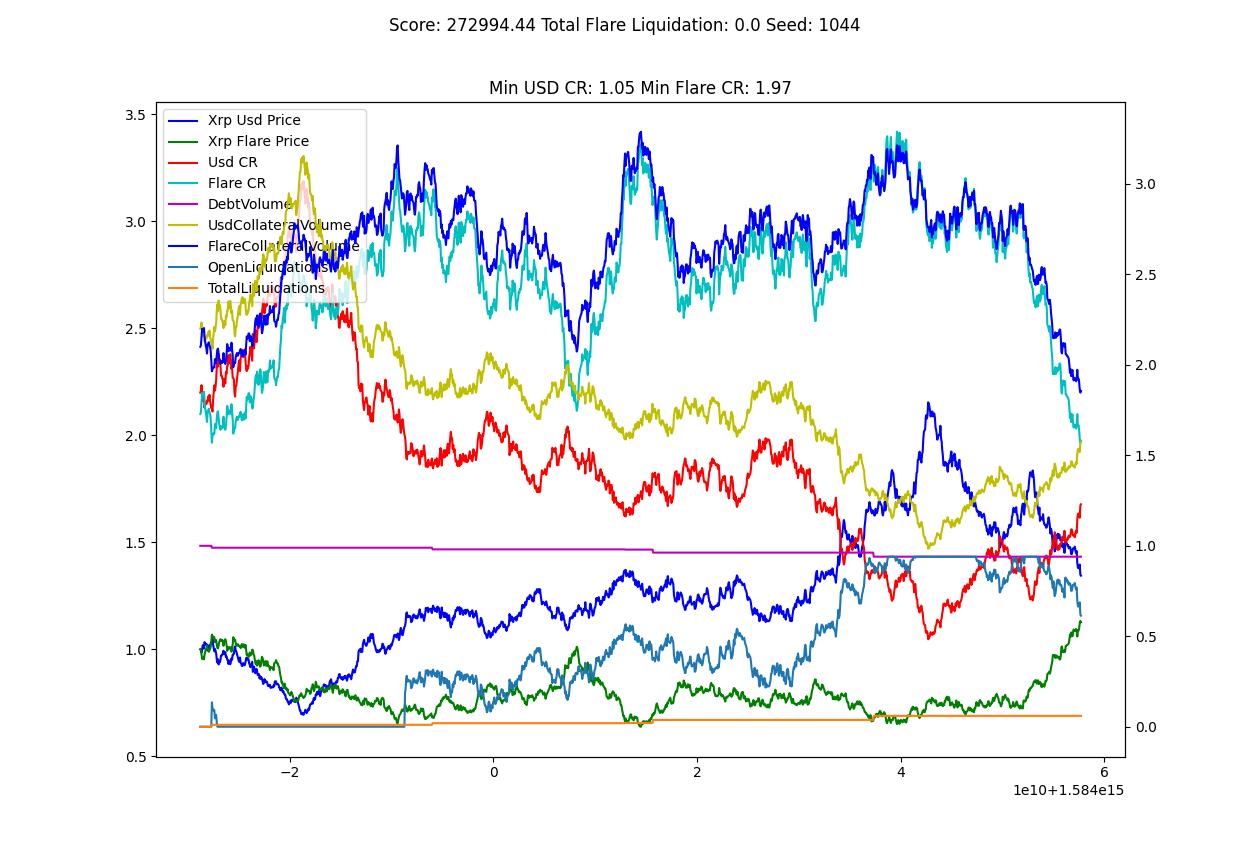 Score: 272994.44 Total Flare Liquidation: 0.0 Seed: 1044
Min USD CR: 1.05 Min Flare CR: 1.97
Xrp Usd Price
Xrp Flare Price
Usd CR
Flare CR
DebtVolume
UsdCollateralVolume
FlareCollateralVolume
OpenLiquidations
TotalLiquidations
3.5
3.0
2.5
2.0
1.5
1.0
0.5
3.0
2.5
2.0
1.5
1.0
0.5
0.0
−2
0
2
4
6
1e10+1.584e15